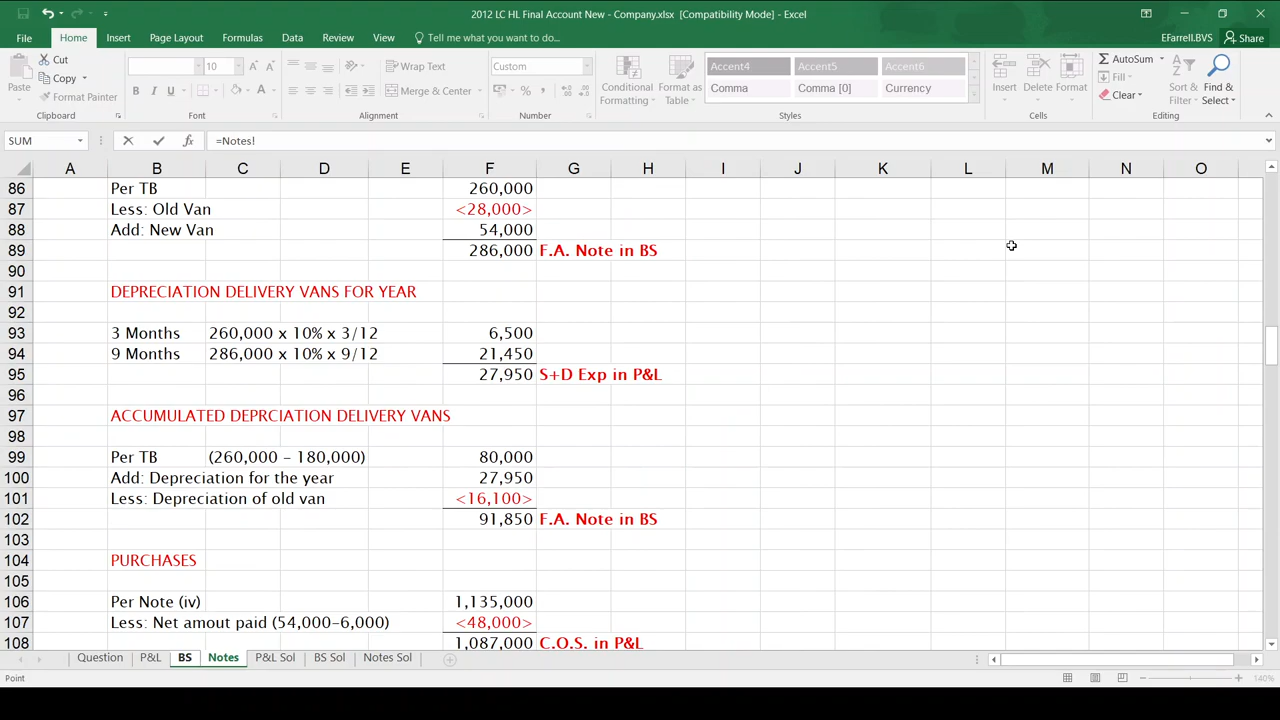 2012 LC HL Final Account New - Company.xlsx [Compatibility Mode] - Excel
File Home Insert Page Layout Formulas Data Review View Tell me what you want to do... EFarrell.BVS Share
Paste Cut Copy Format Painter Clipboard
10 B I U A A A Font
Wrap Text Merge & Center Alignment
Custom % , Number
Conditional Formatting Format as Table Accent4 Accent5 Accent6 Comma Comma [0] Currency Styles
Insert Delete Format Cells
AutoSum Fill Clear Sort & Filter Find & Select Editing
SUM fx =Notes!
A B C D E F G H I J K L M N O
86 Per TB 260,000
87 Less: Old Van <28,000>
88 Add: New Van 54,000
89 286,000 F.A. Note in BS
90
91 DEPRECIATION DELIVERY VANS FOR YEAR
92
93 3 Months 260,000 x 10% x 3/12 6,500
94 9 Months 286,000 x 10% x 9/12 21,450
95 27,950 S+D Exp in P&L
96
97 ACCUMULATED DEPRCIATION DELIVERY VANS
98
99 Per TB (260,000 - 180,000) 80,000
100 Add: Depreciation for the year 27,950
101 Less: Depreciation of old van <16,100>
102 91,850 F.A. Note in BS
103
104 PURCHASES
105
106 Per Note (iv) 1,135,000
107 Less: Net amout paid (54,000-6,000) <48,000>
108 1,087,000 C.O.S. in P&L
Question P&L BS Notes P&L Sol BS Sol Notes Sol
Point 140%